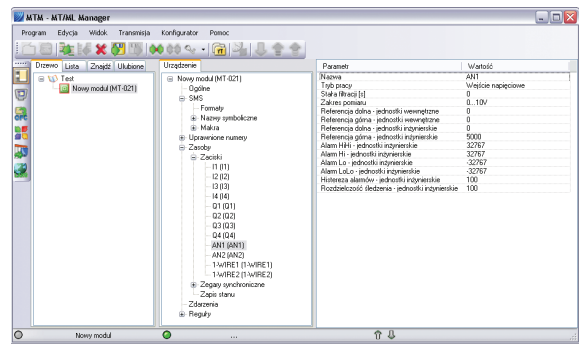 MTM - MT/ML Manager
Program Edycja Widok Transmisja Konfigurator Pomoc
Drzewo Lista Znajdź Ulubione
Test
Nowy moduł (MT-021)
Urządzenie
Nowy moduł (MT-021)
Ogólne
SMS
Formaty
Nazwy symboliczne
Makra
Uprawnione numery
Zasoby
Zaciski
I1 (I1)
I2 (I2)
I3 (I3)
I4 (I4)
Q1 (Q1)
Q2 (Q2)
Q3 (Q3)
Q4 (Q4)
AN1 (AN1)
AN2 (AN2)
1-WIRE1 (1-WIRE1)
1-WIRE2 (1-WIRE2)
Zegary synchroniczne
Zapis stanu
Zdarzenia
Reguły
Parametr Wartość
Nazwa AN1
Tryb pracy Wejście napięciowe
Stała filtracji [s] 0
Zakres pomiaru 0...10V
Referencja dolna - jednostki wewnętrzne 0
Referencja górna - jednostki wewnętrzne 0
Referencja dolna - jednostki inżynierskie 0
Referencja górna - jednostki inżynierskie 5000
Alarm HiHi - jednostki inżynierskie 32767
Alarm Hi - jednostki inżynierskie 32767
Alarm Lo - jednostki inżynierskie -32767
Alarm LoLo - jednostki inżynierskie -32767
Histereza alarmów - jednostki inżynierskie 100
Rozdzielczość śledzenia - jednostki inżynierskie 100
Nowy moduł ...